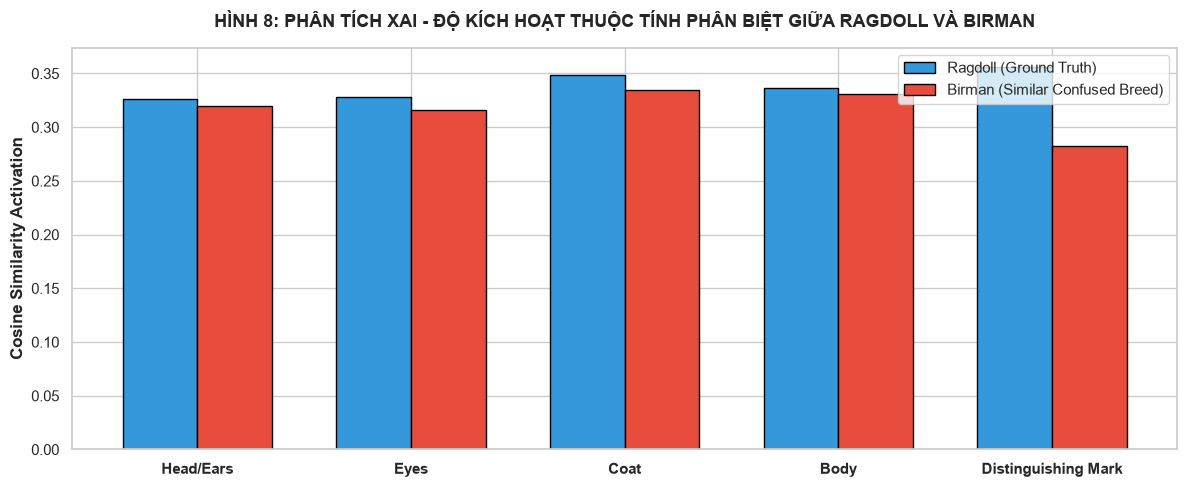 HÌNH 8: PHÂN TÍCH XAI - ĐỘ KÍCH HOẠT THUỘC TÍNH PHÂN BIỆT GIỮA RAGDOLL VÀ BIRMAN
Ragdoll (Ground Truth)
Birman (Similar Confused Breed)
Cosine Similarity Activation
0.35
0.30
0.25
0.20
0.15
0.10
0.05
0.00
Head/Ears Eyes Coat Body Distinguishing Mark